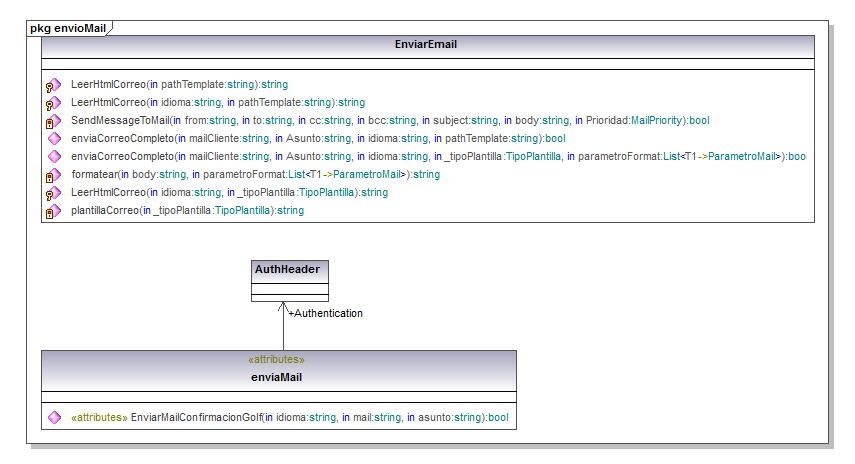 pkg envioMail
EnviarEmail
LeerHtmlCorreo(in pathTemplate:string):string
LeerHtmlCorreo(in idioma:string, in pathTemplate:string):string
SendMessageToMail(in from:string, in to:string, in cc:string, in bcc:string, in subject:string, in body:string, in Prioridad:MailPriority):bool
enviaCorreoCompleto(in mailCliente:string, in Asunto:string, in idioma:string, in pathTemplate:string):bool
enviaCorreoCompleto(in mailCliente:string, in Asunto:string, in idioma:string, in _tipoPlantilla:TipoPlantilla, in parametroFormat:List<T1->ParametroMail>):bool
formatear(in body:string, in parametroFormat:List<T1->ParametroMail>):string
LeerHtmlCorreo(in idioma:string, in _tipoPlantilla:TipoPlantilla):string
plantillaCorreo(in _tipoPlantilla:TipoPlantilla):string
AuthHeader
+Authentication
«attributes»
enviaMail
«attributes» EnviarMailConfirmacionGolf(in idioma:string, in mail:string, in asunto:string):bool